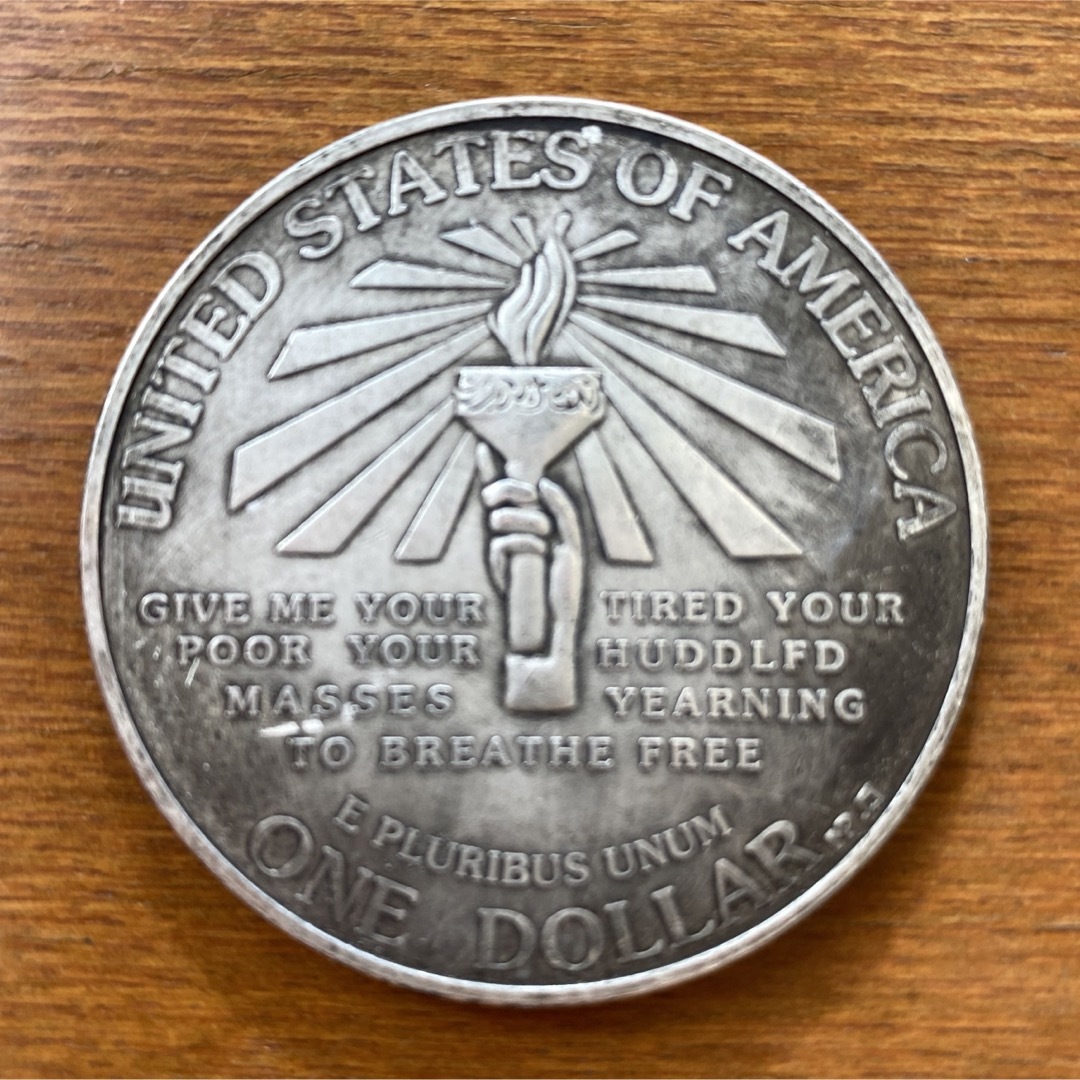 UNITED STATES OF AMERICA
GIVE ME YOUR TIRED YOUR
POOR YOUR HUDDLFD
MASSES YEARNING
TO BREATHE FREE
E PLURIBUS UNUM
ONE DOLLAR